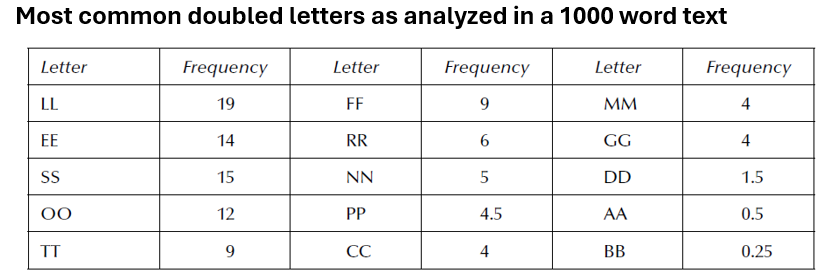 Most common doubled letters as analyzed in a 1000 word text
Letter Frequency Letter Frequency Letter Frequency
LL 19 FF 9 MM 4
EE 14 RR 6 GG 4
SS 15 NN 5 DD 1.5
OO 12 PP 4.5 AA 0.5
TT 9 CC 4 BB 0.25